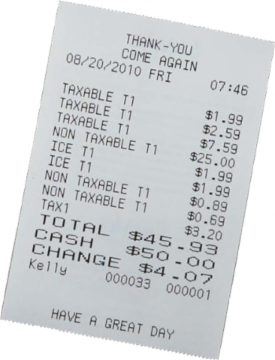 THANK-YOU
COME AGAIN
08/20/2010 FRI 07:46
TAXABLE T1 $1.99
TAXABLE T1 $2.59
TAXABLE T1 $7.59
NON TAXABLE T1 $25.00
ICE T1 $1.99
ICE T1 $1.99
NON TAXABLE T1 $0.89
NON TAXABLE T1 $0.69
TAX1 $3.20
TOTAL $45.93
CASH $50.00
CHANGE $4.07
Kelly 000033 000001
HAVE A GREAT DAY